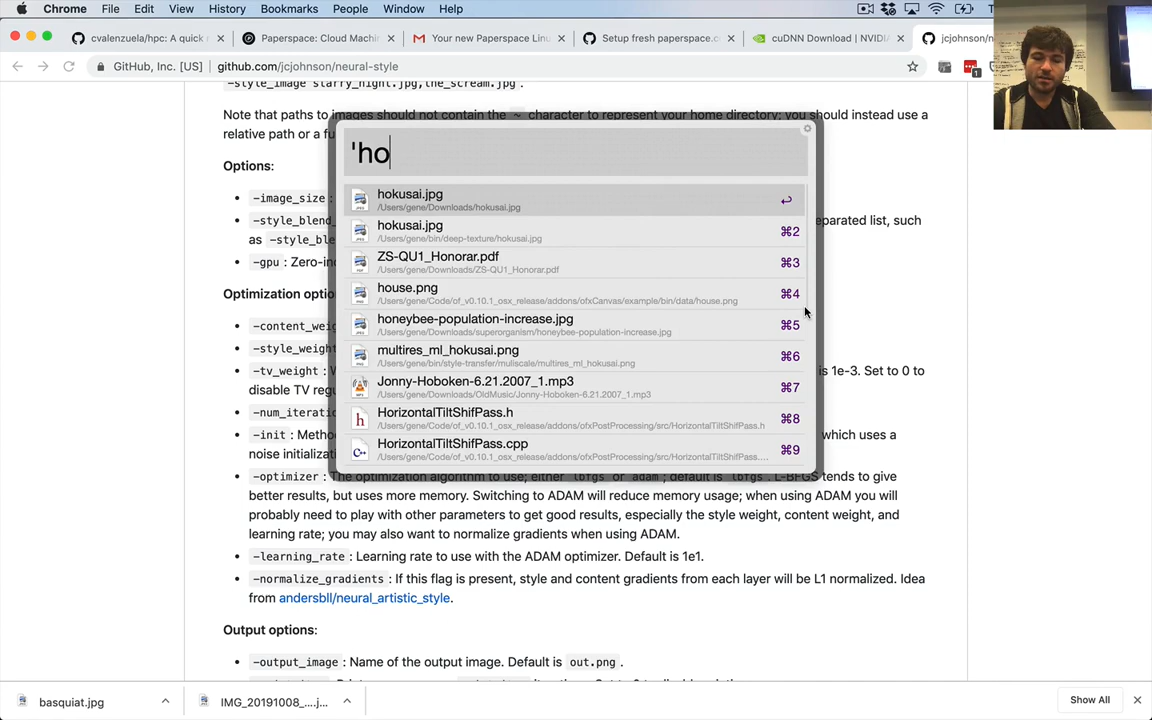 Chrome File Edit View History Bookmarks People Window Help
cvalenzuela/hpc: A quick
Paperspace: Cloud Machin
Your new Paperspace Linu
Setup fresh paperspace.c
cuDNN Download | NVIDIA
jcjohnson/n
GitHub, Inc. [US] | github.com/jcjohnson/neural-style
-style_image starry_night.jpg,the_scream.jpg .
Note that paths to images should not contain the ~ character to represent your home directory; you should instead use a
relative path or a fu
'ho
hokusai.jpg
/Users/gene/Downloads/hokusai.jpg
hokusai.jpg
/Users/gene/bin/deep-texture/hokusai.jpg
⌘2
ZS-QU1_Honorar.pdf
/Users/gene/Downloads/ZS-QU1_Honorar.pdf
⌘3
house.png
/Users/gene/Code/of_v0.10.1_osx_release/addons/ofxCanvas/example/bin/data/house.png
⌘4
honeybee-population-increase.jpg
/Users/gene/Downloads/superorganism/honeybee-population-increase.jpg
⌘5
multires_ml_hokusai.png
/Users/gene/bin/style-transfer/muliscale/multires_ml_hokusai.png
⌘6
Jonny-Hoboken-6.21.2007_1.mp3
/Users/gene/Downloads/OldMusic/Jonny-Hoboken-6.21.2007_1.mp3
⌘7
HorizontalTiltShifPass.h
/Users/gene/Code/of_v0.10.1_osx_release/addons/ofxPostProcessing/src/HorizontalTiltShifPass.h
⌘8
HorizontalTiltShifPass.cpp
/Users/gene/Code/of_v0.10.1_osx_release/addons/ofxPostProcessing/src/HorizontalTiltShifPass....
⌘9
Options:
-image_size :
-style_blend_ eparated list, such
as -style_ble
-gpu : Zero-in
Optimization optio
-content_weig
-style_weight
-tv_weight : W is 1e-3. Set to 0 to
disable TV regu
-num_iteratio
-init : Metho which uses a
noise initializati
-optimizer : The optimization algorithm to use; either lbfgs or adam ; default is lbfgs . L-BFGS tends to give
better results, but uses more memory. Switching to ADAM will reduce memory usage; when using ADAM you will
probably need to play with other parameters to get good results, especially the style weight, content weight, and
learning rate; you may also want to normalize gradients when using ADAM.
-learning_rate : Learning rate to use with the ADAM optimizer. Default is 1e1.
-normalize_gradients : If this flag is present, style and content gradients from each layer will be L1 normalized. Idea
from andersbll/neural_artistic_style.
Output options:
-output_image : Name of the output image. Default is out.png .
basquiat.jpg
IMG_20191008_....j...
Show All